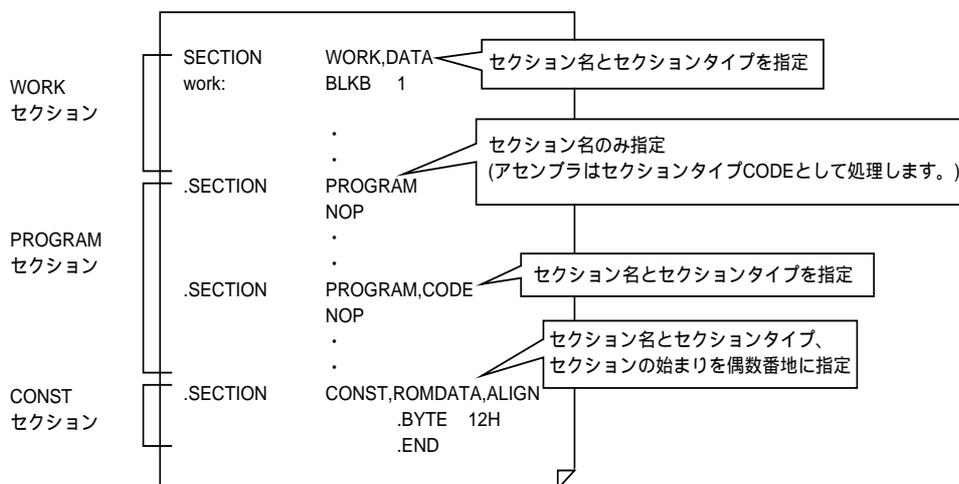 SECTION WORK,DATA
セクション名とセクションタイプを指定
WORK
セクション
work: BLKB 1
・
・
セクション名のみ指定
(アセンブラはセクションタイプCODEとして処理します。)
.SECTION PROGRAM
NOP
PROGRAM
セクション
・
・
セクション名とセクションタイプを指定
.SECTION PROGRAM,CODE
NOP
・
・
セクション名とセクションタイプ、
セクションの始まりを偶数番地に指定
CONST
セクション
.SECTION CONST,ROMDATA,ALIGN
.BYTE 12H
.END